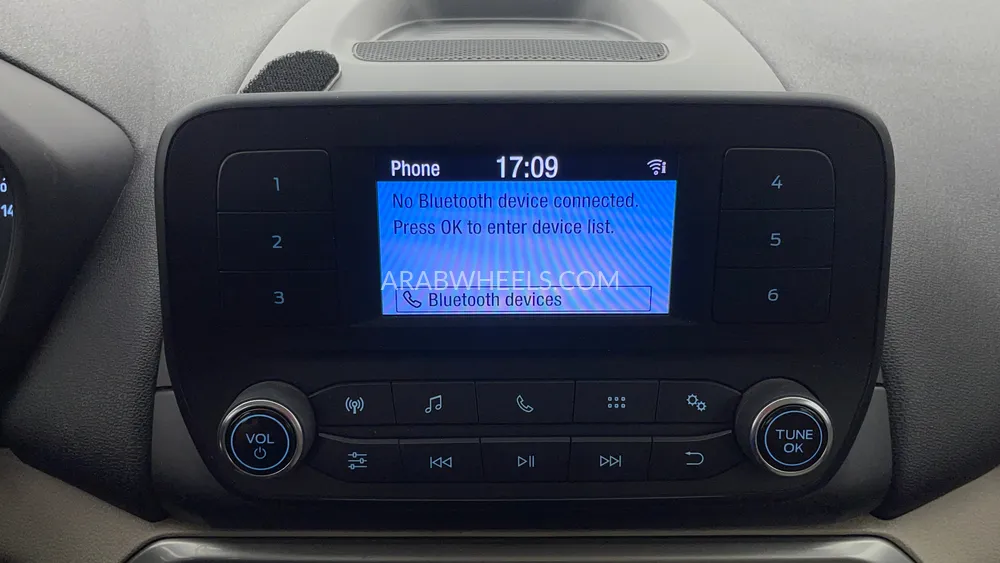 Phone 17:09
No Bluetooth device connected.
Press OK to enter device list.
ARABWHEELS.COM
Bluetooth devices
1
2
3
4
5
6
VOL
TUNE
OK
14